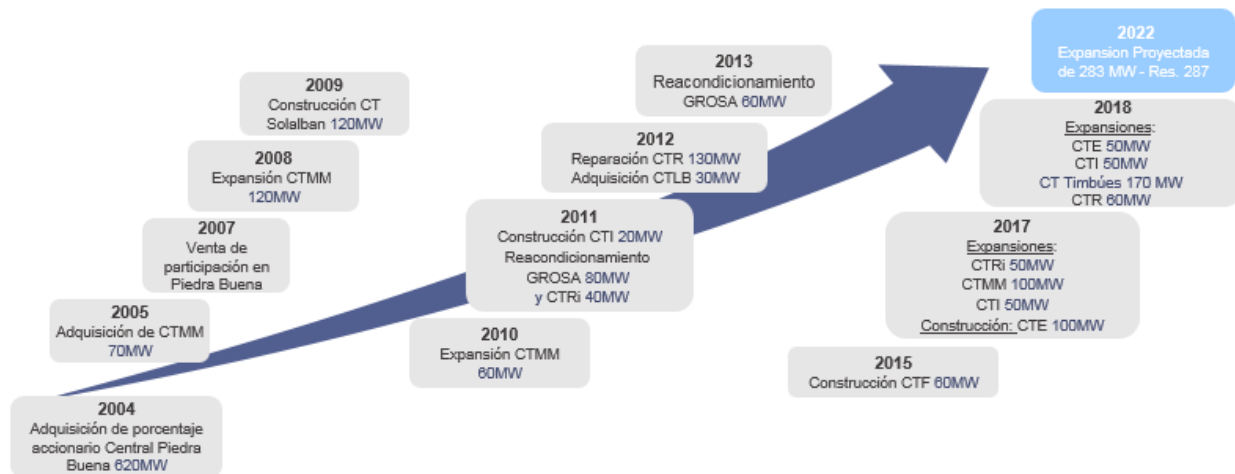 2022
Expansion Proyectada
de 283 MW - Res. 287
2013
Reacondicionamiento
GROSA 60MW
2009
Construcción CT
Solalban 120MW
2018
Expansiones:
CTE 50MW
CTI 50MW
CT Timbúes 170 MW
CTR 60MW
2012
Reparación CTR 130MW
Adquisición CTLB 30MW
2008
Expansión CTMM
120MW
2011
Construcción CTI 20MW
Reacondicionamiento
GROSA 80MW
y CTRi 40MW
2007
Venta de
participación en
Piedra Buena
2017
Expansiones:
CTRi 50MW
CTMM 100MW
CTI 50MW
Construcción: CTE 100MW
2005
Adquisición de CTMM
70MW
2010
Expansión CTMM
60MW
2015
Construcción CTF 60MW
2004
Adquisición de porcentaje
accionario Central Piedra
Buena 620MW